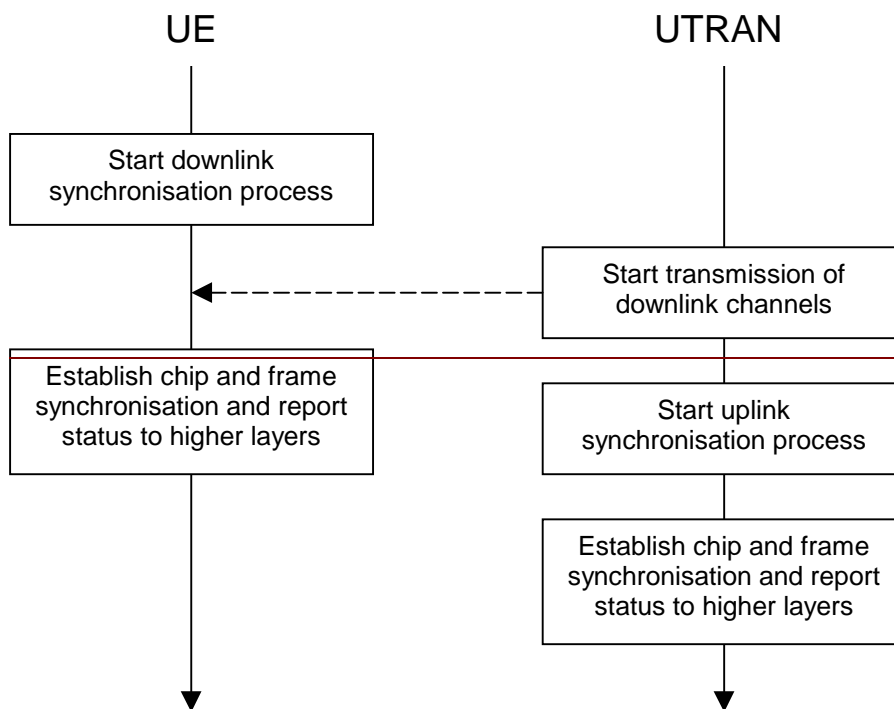 UE
UTRAN
Start downlink
synchronisation process
Start transmission of
downlink channels
Establish chip and frame
synchronisation and report
status to higher layers
Start uplink
synchronisation process
Establish chip and frame
synchronisation and report
status to higher layers